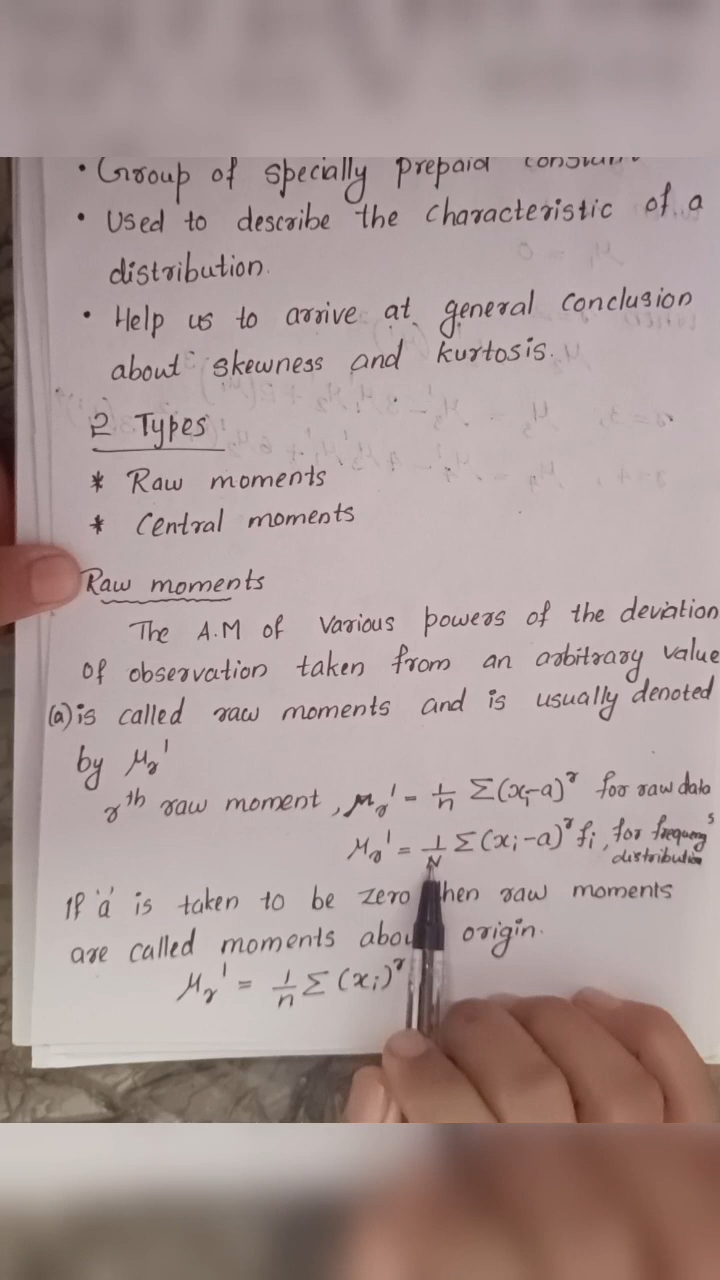 • Group of specially prepaid
• Used to describe the characteristic of a
distribution.
• Help us to arrive at general conclusion
about skewness and kurtosis.
2 Types
* Raw moments
* Central moments
Raw moments
The A.M of various powers of the deviation
of observation taken from an arbitrary value
(a) is called raw moments and is usually denoted
by μr'
rth raw moment, μr' = 1/n Σ(xi-a)^r for raw data
μr' = 1/N Σ(xi-a)^r fi, for frequency
distribution
If 'a' is taken to be zero then raw moments
are called moments about origin.
μr' = 1/n Σ(xi)^r